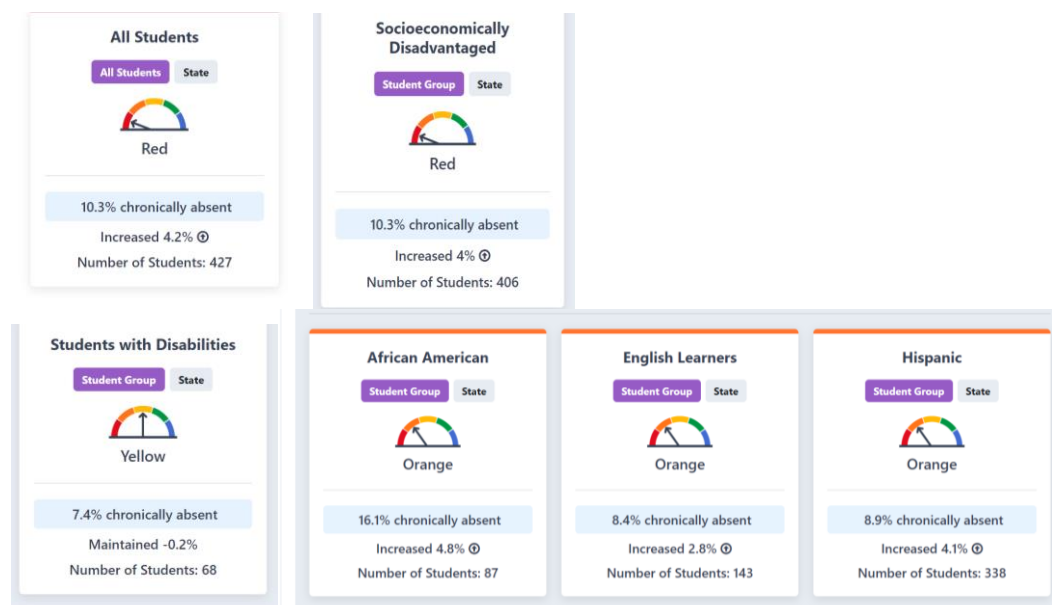 All Students
All Students State
Red
10.3% chronically absent
Increased 4.2%
Number of Students: 427
Socioeconomically
Disadvantaged
Student Group State
Red
10.3% chronically absent
Increased 4%
Number of Students: 406
Students with Disabilities
Student Group State
Yellow
7.4% chronically absent
Maintained -0.2%
Number of Students: 68
African American
Student Group State
Orange
16.1% chronically absent
Increased 4.8%
Number of Students: 87
English Learners
Student Group State
Orange
8.4% chronically absent
Increased 2.8%
Number of Students: 143
Hispanic
Student Group State
Orange
8.9% chronically absent
Increased 4.1%
Number of Students: 338